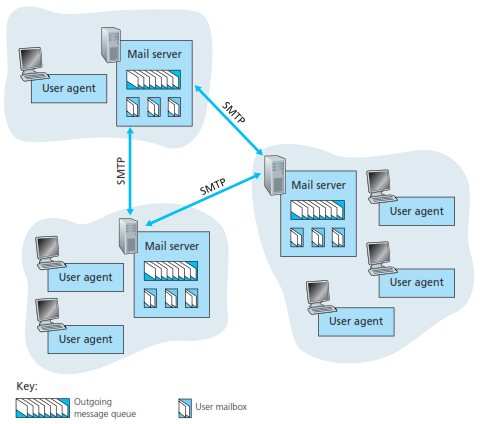 Mail server
User agent
SMTP
SMTP
SMTP
Mail server
User agent
User agent
User agent
Mail server
User agent
User agent
Key:
Outgoing
message queue
User mailbox